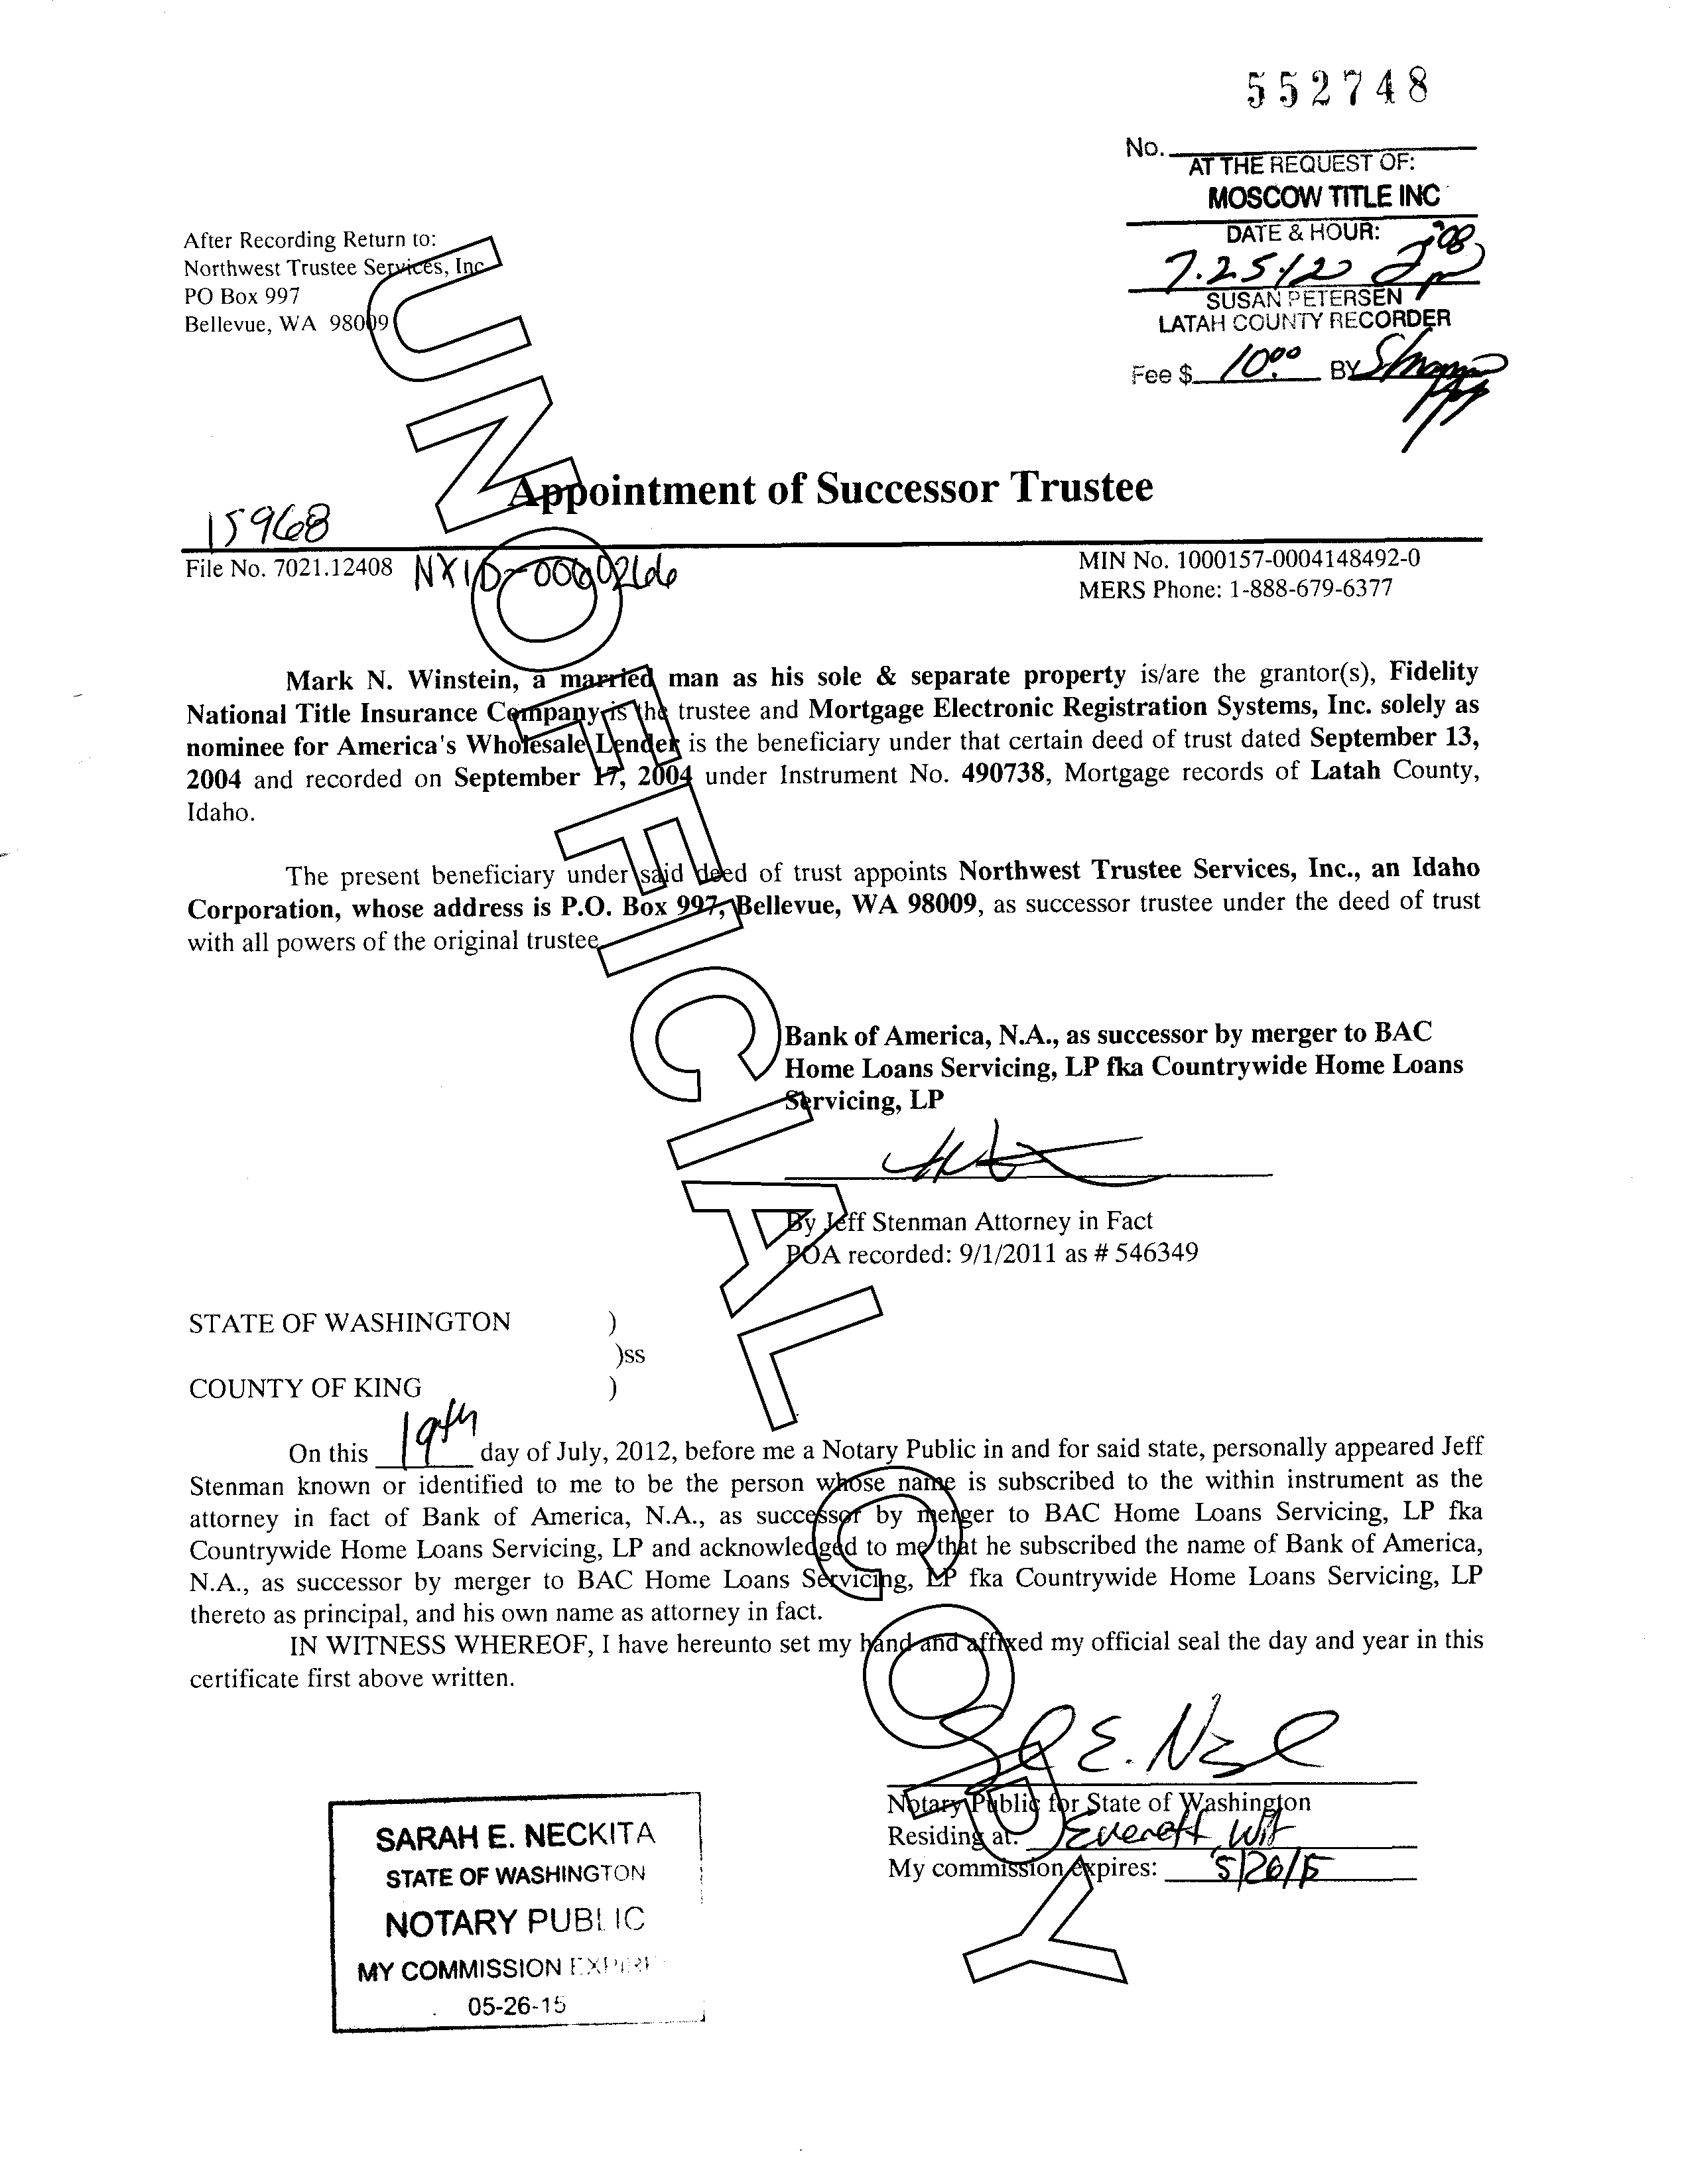 552748
No.
AT THE REQUEST OF:
MOSCOW TITLE INC
DATE & HOUR:
7.25.12 2:08 pm
SUSAN PETERSEN
LATAH COUNTY RECORDER
Fee $ 10.00 BY
After Recording Return to:
Northwest Trustee Services, Inc
PO Box 997
Bellevue, WA 98009
Appointment of Successor Trustee
15968
File No. 7021.12408
MIN No. 1000157-0004148492-0
MERS Phone: 1-888-679-6377
Mark N. Winstein, a married man as his sole & separate property is/are the grantor(s), Fidelity
National Title Insurance Company is the trustee and Mortgage Electronic Registration Systems, Inc. solely as
nominee for America's Wholesale Lender is the beneficiary under that certain deed of trust dated September 13,
2004 and recorded on September 17, 2004 under Instrument No. 490738, Mortgage records of Latah County,
Idaho.
The present beneficiary under said deed of trust appoints Northwest Trustee Services, Inc., an Idaho
Corporation, whose address is P.O. Box 997, Bellevue, WA 98009, as successor trustee under the deed of trust
with all powers of the original trustee.
Bank of America, N.A., as successor by merger to BAC
Home Loans Servicing, LP fka Countrywide Home Loans
Servicing, LP
By Jeff Stenman Attorney in Fact
POA recorded: 9/1/2011 as # 546349
STATE OF WASHINGTON )
)ss
COUNTY OF KING )
On this 19th day of July, 2012, before me a Notary Public in and for said state, personally appeared Jeff
Stenman known or identified to me to be the person whose name is subscribed to the within instrument as the
attorney in fact of Bank of America, N.A., as successor by merger to BAC Home Loans Servicing, LP fka
Countrywide Home Loans Servicing, LP and acknowledged to me that he subscribed the name of Bank of America,
N.A., as successor by merger to BAC Home Loans Servicing, LP fka Countrywide Home Loans Servicing, LP
thereto as principal, and his own name as attorney in fact.
IN WITNESS WHEREOF, I have hereunto set my hand and affixed my official seal the day and year in this
certificate first above written.
Notary Public for State of Washington
Residing at: Everett
My commission expires: 5/26/15
SARAH E. NECKITA
STATE OF WASHINGTON
NOTARY PUBLIC
MY COMMISSION EXPIRE
05-26-15
UNOFFICIAL COPY